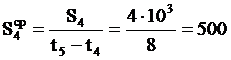 S₄ᶜᵖ = S₄ / (t₅ − t₄) = 4·10³ / 8 = 500